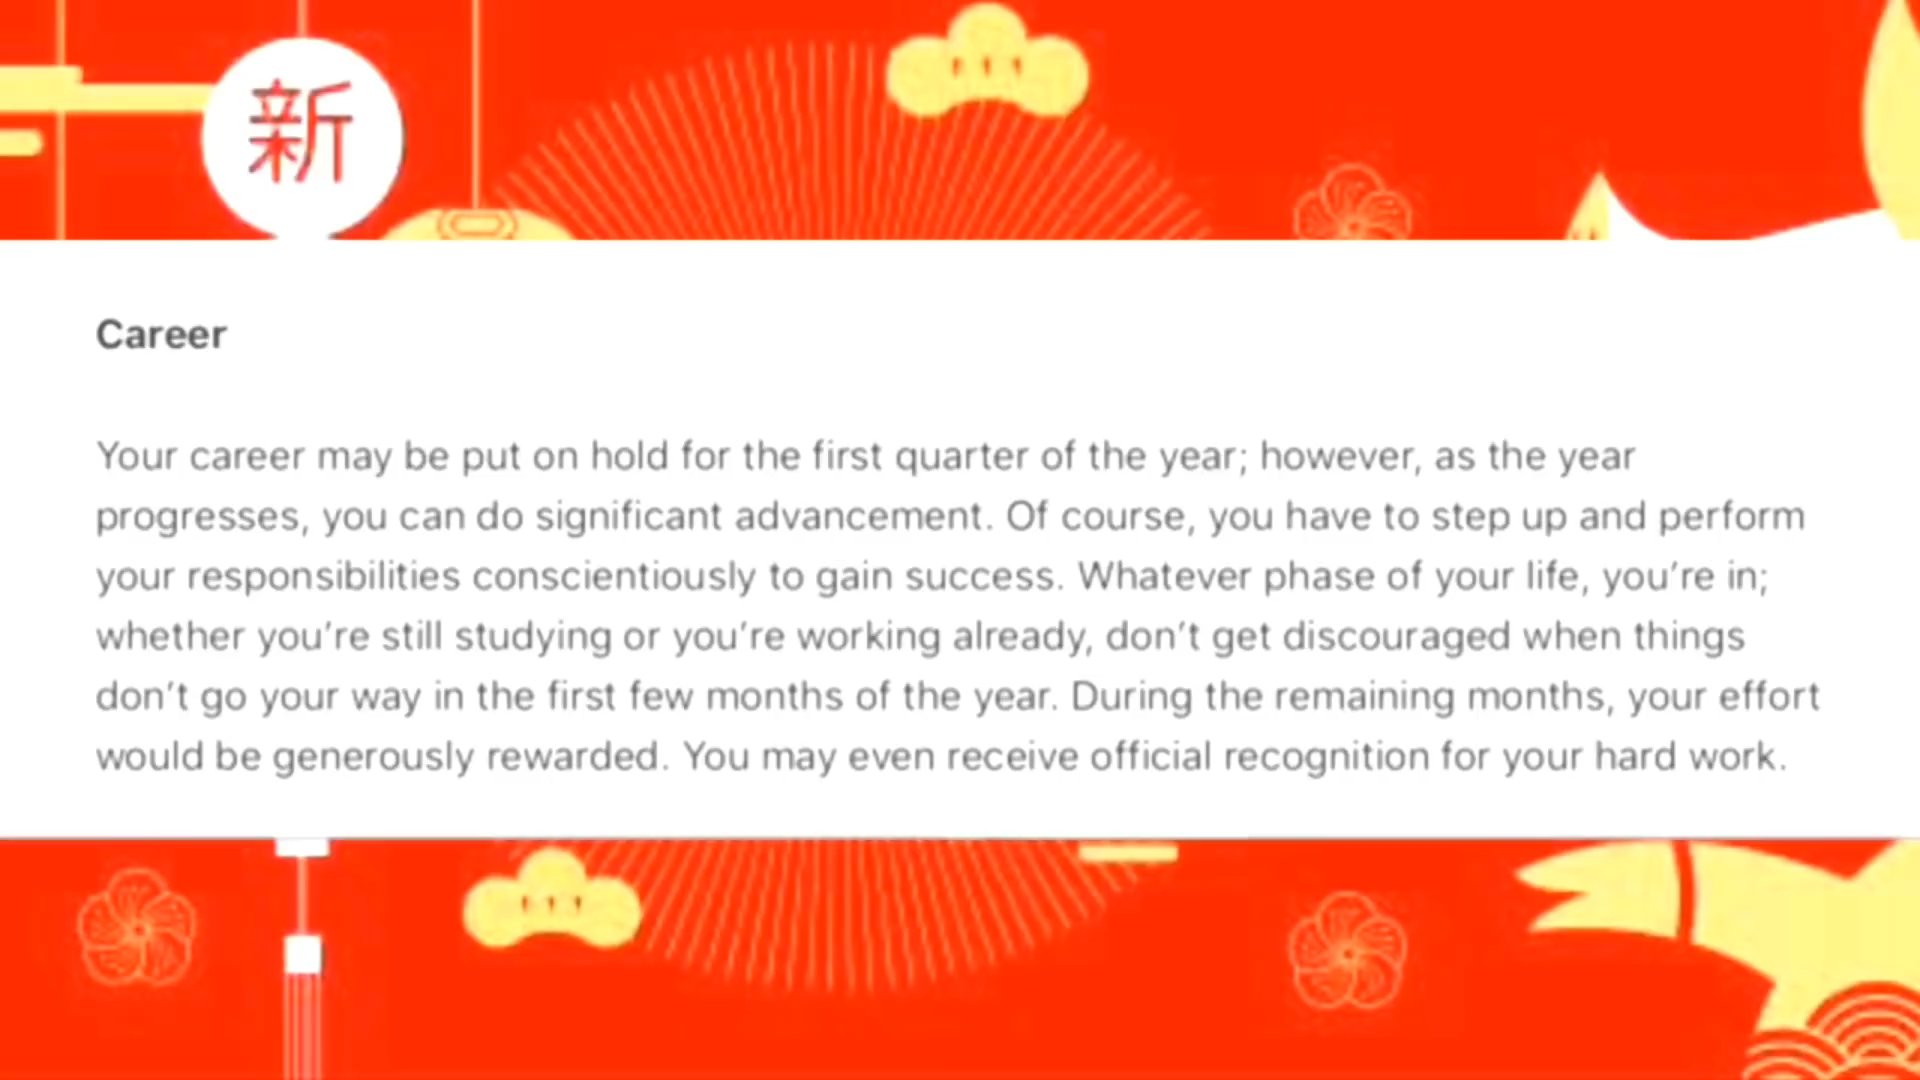 新
Career
Your career may be put on hold for the first quarter of the year; however, as the year
progresses, you can do significant advancement. Of course, you have to step up and perform
your responsibilities conscientiously to gain success. Whatever phase of your life, you’re in;
whether you’re still studying or you’re working already, don’t get discouraged when things
don’t go your way in the first few months of the year. During the remaining months, your effort
would be generously rewarded. You may even receive official recognition for your hard work.